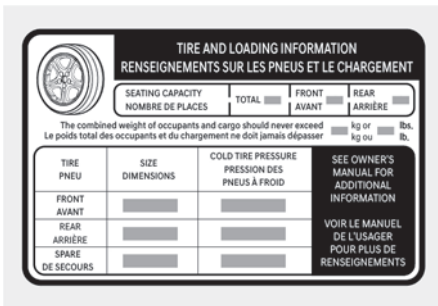 TIRE AND LOADING INFORMATION
RENSEIGNEMENTS SUR LES PNEUS ET LE CHARGEMENT
SEATING CAPACITY
NOMBRE DE PLACES
TOTAL
FRONT
AVANT
REAR
ARRIÈRE
The combined weight of occupants and cargo should never exceed kg or lbs.
Le poids total des occupants et du chargement ne doit jamais dépasser kg ou lb.
TIRE
PNEU
SIZE
DIMENSIONS
COLD TIRE PRESSURE
PRESSION DES
PNEUS À FROID
FRONT
AVANT
REAR
ARRIÈRE
SPARE
DE SECOURS
SEE OWNER'S
MANUAL FOR
ADDITIONAL
INFORMATION
VOIR LE MANUEL
DE L'USAGER
POUR PLUS DE
RENSEIGNEMENTS